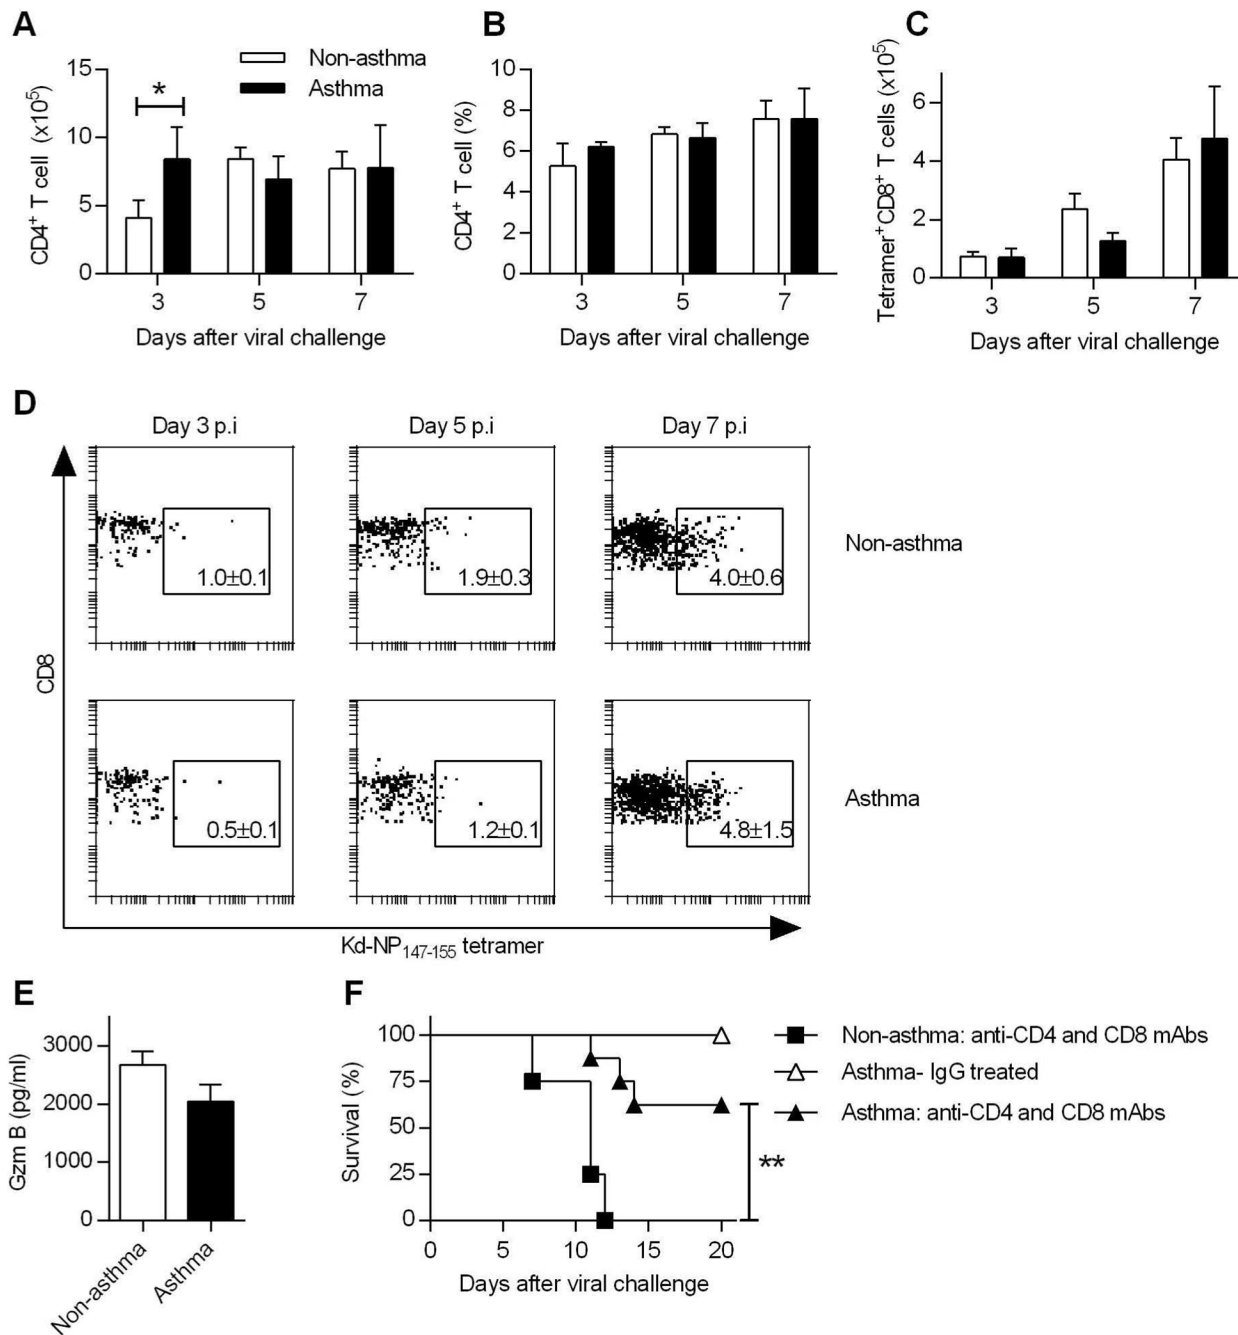 A
B
C
Non-asthma
Asthma
*
CD4+ T cell (x10⁵)
15
10
5
0
3 5 7
Days after viral challenge
CD4+ T cell (%)
10
8
6
4
2
0
3 5 7
Days after viral challenge
Tetramer+CD8+ T cells (x10⁵)
6
4
2
0
3 5 7
Days after viral challenge
D
Day 3 p.i Day 5 p.i Day 7 p.i
1.0±0.1 1.9±0.3 4.0±0.6
Non-asthma
CD8
0.5±0.1 1.2±0.1 4.8±1.5
Asthma
Kd-NP147-155 tetramer
E
Gzm B (pg/ml)
3000
2000
1000
0
Non-asthma
Asthma
F
Survival (%)
100
75
50
25
0
0 5 10 15 20
Days after viral challenge
**
Non-asthma: anti-CD4 and CD8 mAbs
Asthma- IgG treated
Asthma: anti-CD4 and CD8 mAbs